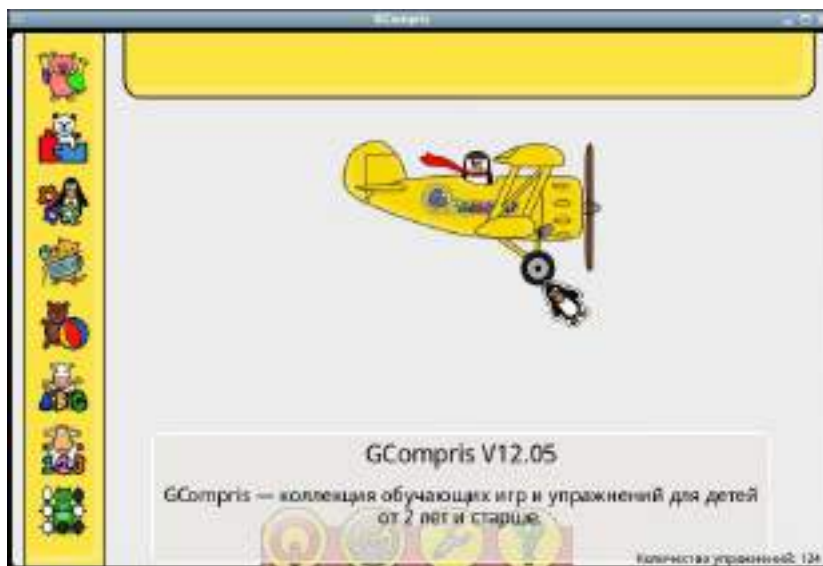 GCompris
GCompris V12.05
GCompris — коллекция обучающих игр и упражнений для детей
от 2 лет и старше.
Количество упражнений: 124